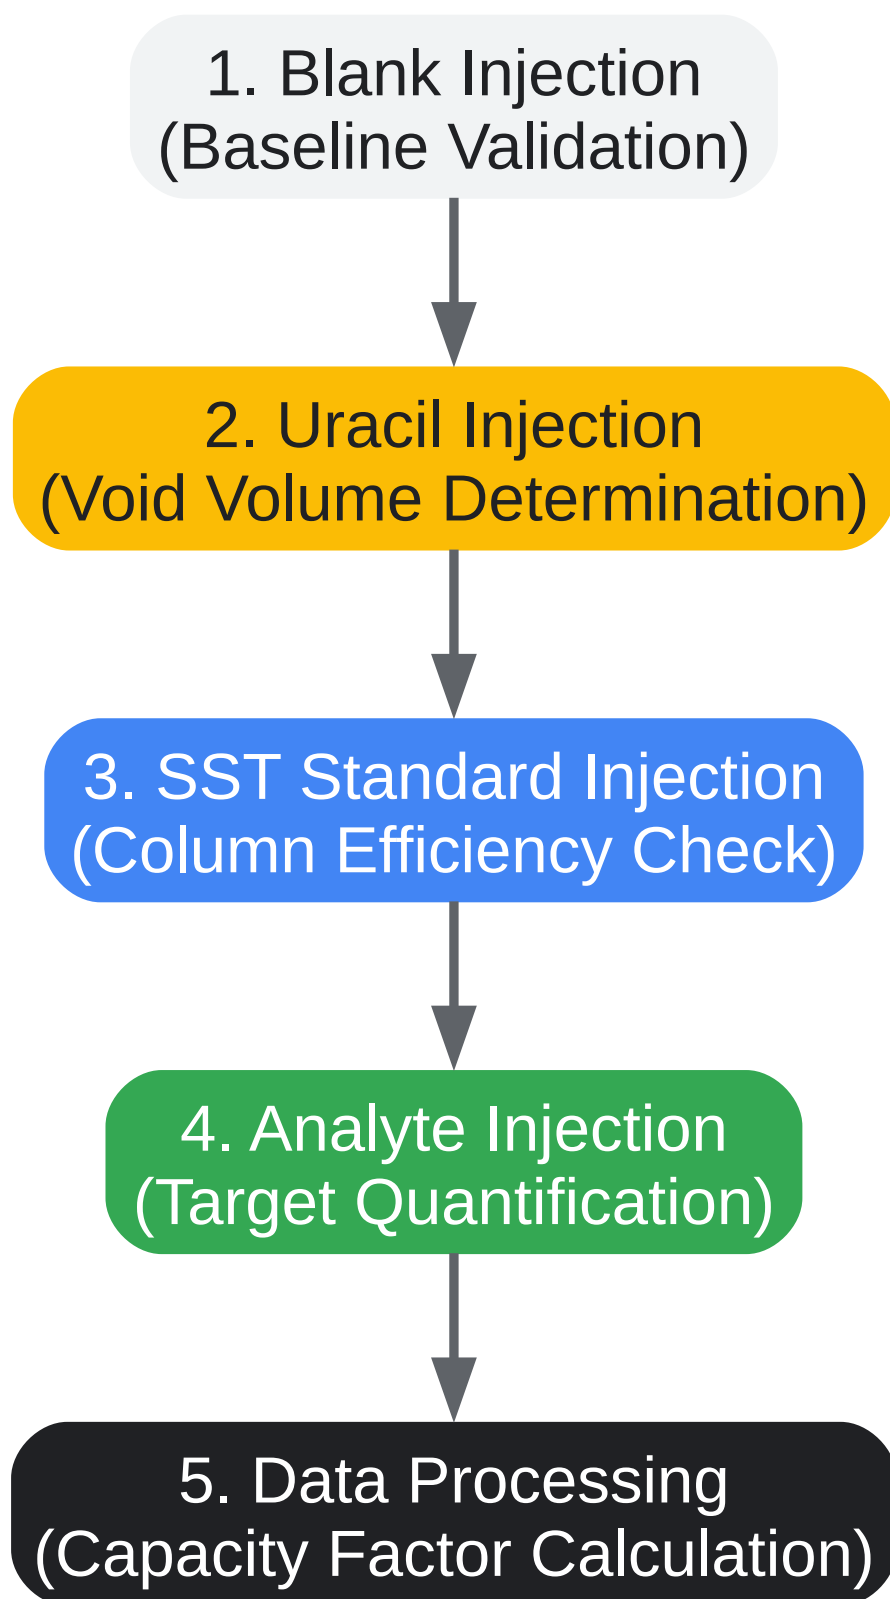 1. Blank Injection
(Baseline Validation)
2. Uracil Injection
(Void Volume Determination)
3. SST Standard Injection
(Column Efficiency Check)
4. Analyte Injection
(Target Quantification)
5. Data Processing
(Capacity Factor Calculation)